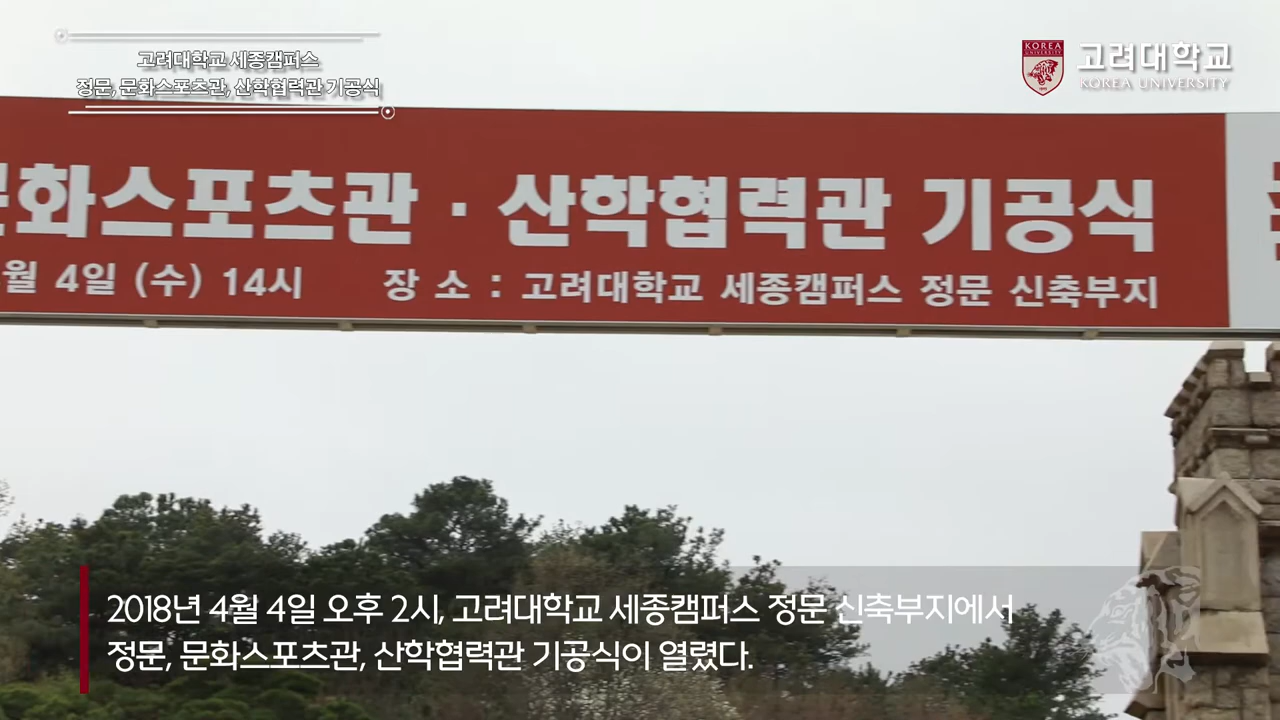 고려대학교 세종캠퍼스
정문, 문화스포츠관, 산학협력관 기공식
KOREA
UNIVERSITY
고려대학교
KOREA UNIVERSITY
문화스포츠관 · 산학협력관 기공식
월 4일 (수) 14시 장 소 : 고려대학교 세종캠퍼스 정문 신축부지
2018년 4월 4일 오후 2시, 고려대학교 세종캠퍼스 정문 신축부지에서
정문, 문화스포츠관, 산학협력관 기공식이 열렸다.